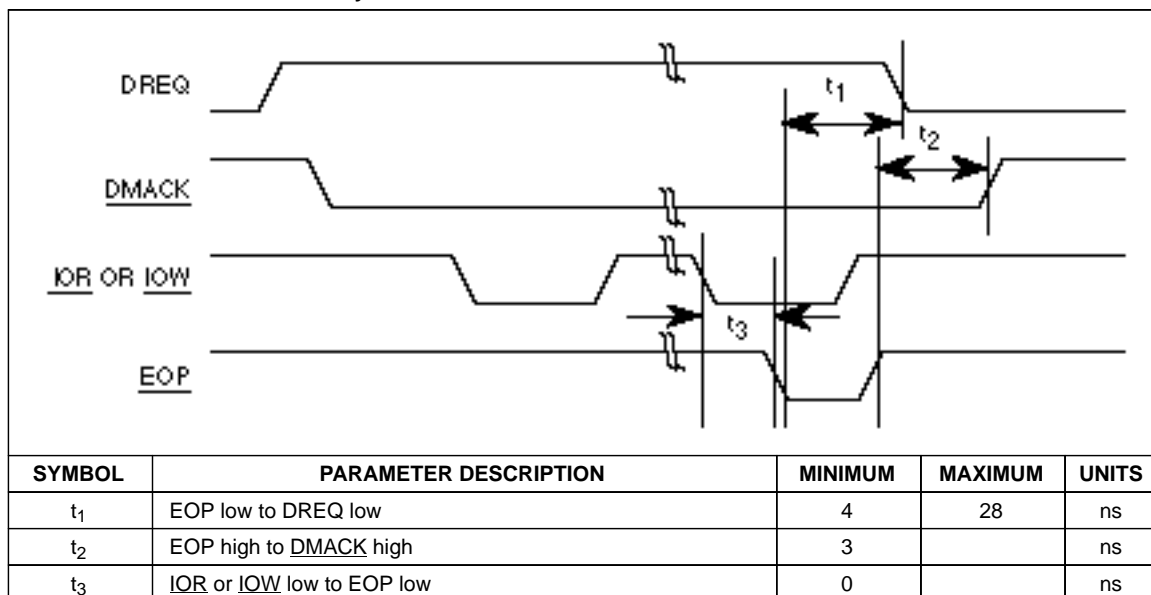 DREQ
t1
t2
DMACK
IOR OR IOW
t3
EOP
SYMBOL PARAMETER DESCRIPTION MINIMUM MAXIMUM UNITS
t1 EOP low to DREQ low 4 28 ns
t2 EOP high to DMACK high 3 ns
t3 IOR or IOW low to EOP low 0 ns